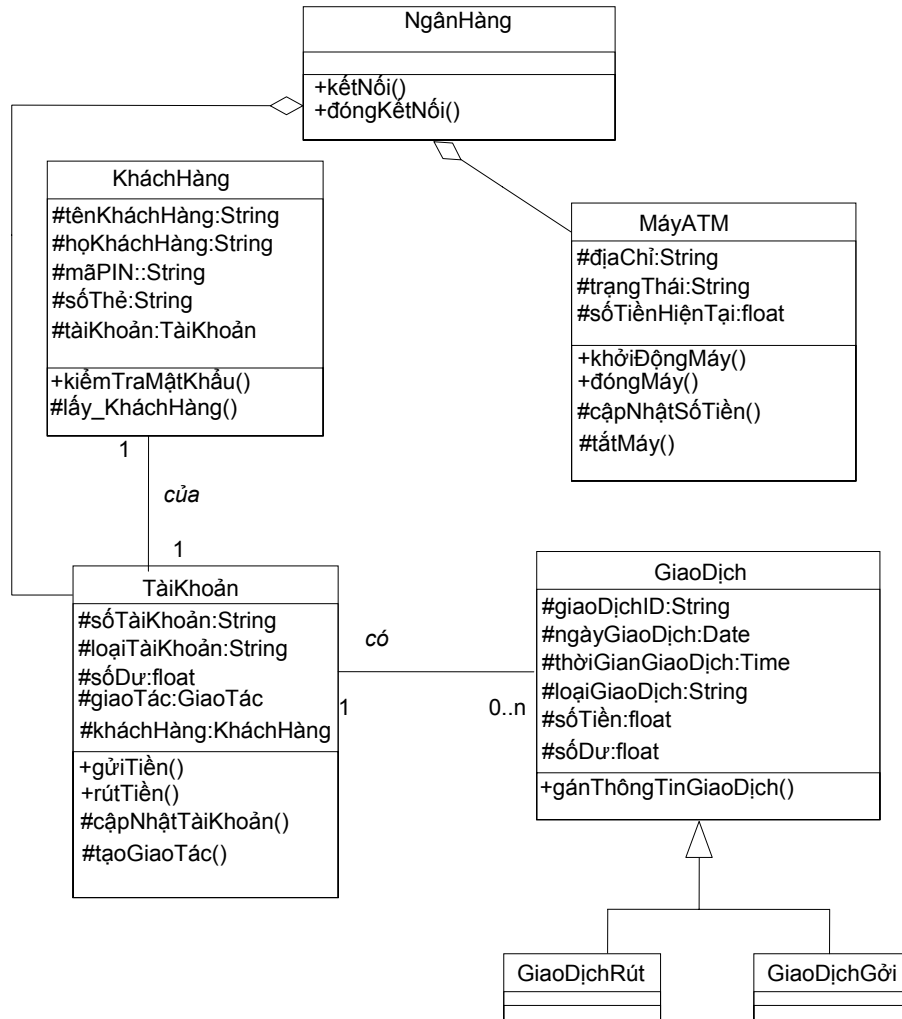 NgânHàng
+kếtNối()
+đóngKếtNối()
KháchHàng
#tênKháchHàng:String
#họKháchHàng:String
#mãPIN::String
#sốThẻ:String
#tàiKhoản:TàiKhoản
+kiểmTraMậtKhẩu()
#lấy_KháchHàng()
MáyATM
#địaChỉ:String
#trạngThái:String
#sốTiềnHiệnTại:float
+khởiĐộngMáy()
+đóngMáy()
#cậpNhậtSốTiền()
#tắtMáy()
1
của
1
TàiKhoản
#sốTàiKhoản:String
#loạiTàiKhoản:String
#sốDư:float
#giaoTác:GiaoTác
#kháchHàng:KháchHàng
+gửiTiền()
+rútTiền()
#cậpNhậtTàiKhoản()
#tạoGiaoTác()
có
1
0..n
GiaoDịch
#giaoDịchID:String
#ngàyGiaoDịch:Date
#thờiGianGiaoDịch:Time
#loạiGiaoDịch:String
#sốTiền:float
#sốDư:float
+gánThôngTinGiaoDịch()
GiaoDịchRút
GiaoDịchGởi